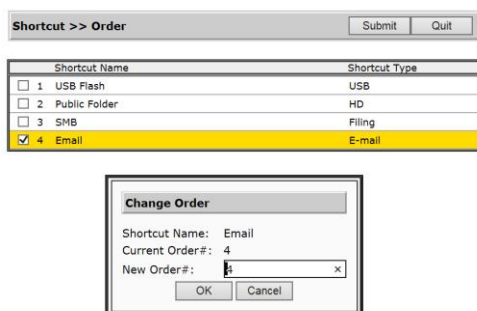 Shortcut >> Order Submit Quit
Shortcut Name Shortcut Type
1 USB Flash USB
2 Public Folder HD
3 SMB Filing
4 Email E-mail
Change Order
Shortcut Name: Email
Current Order#: 4
New Order#: 4 ×
OK Cancel